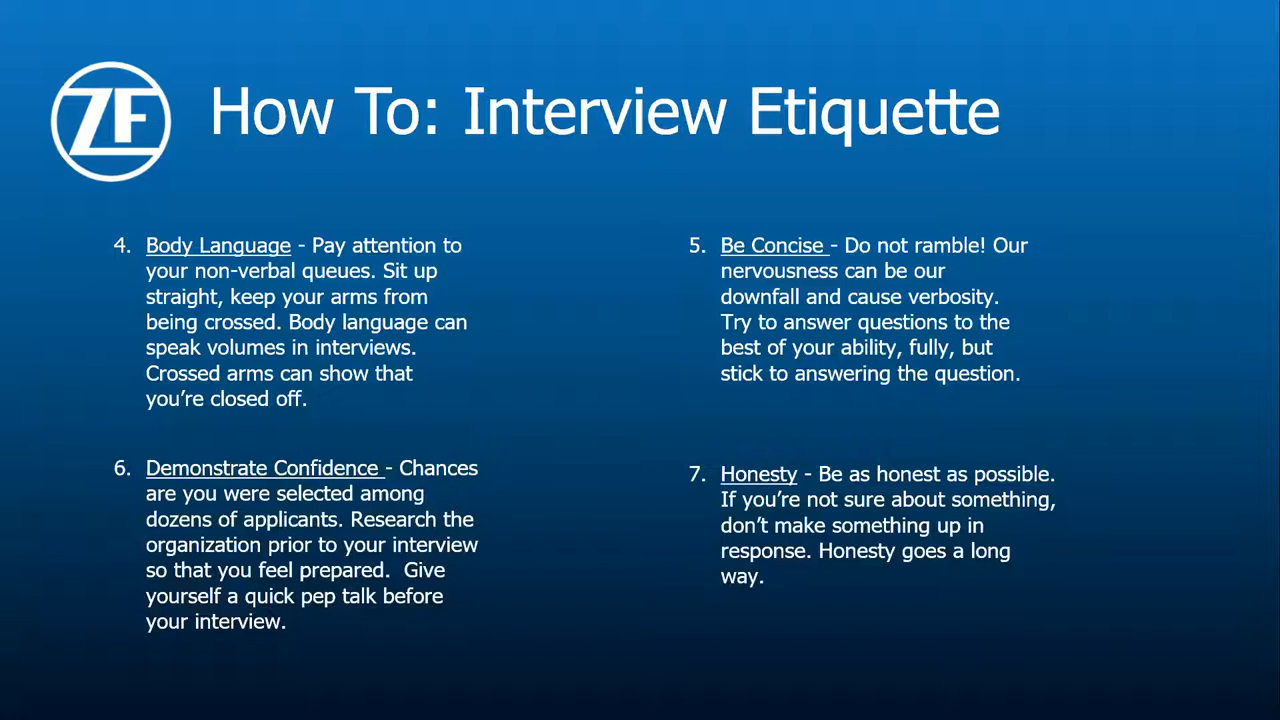 ZF
How To: Interview Etiquette
4. Body Language - Pay attention to
your non-verbal queues. Sit up
straight, keep your arms from
being crossed. Body language can
speak volumes in interviews.
Crossed arms can show that
you’re closed off.
5. Be Concise - Do not ramble! Our
nervousness can be our
downfall and cause verbosity.
Try to answer questions to the
best of your ability, fully, but
stick to answering the question.
6. Demonstrate Confidence - Chances
are you were selected among
dozens of applicants. Research the
organization prior to your interview
so that you feel prepared.  Give
yourself a quick pep talk before
your interview.
7. Honesty - Be as honest as possible.
If you’re not sure about something,
don’t make something up in
response. Honesty goes a long
way.